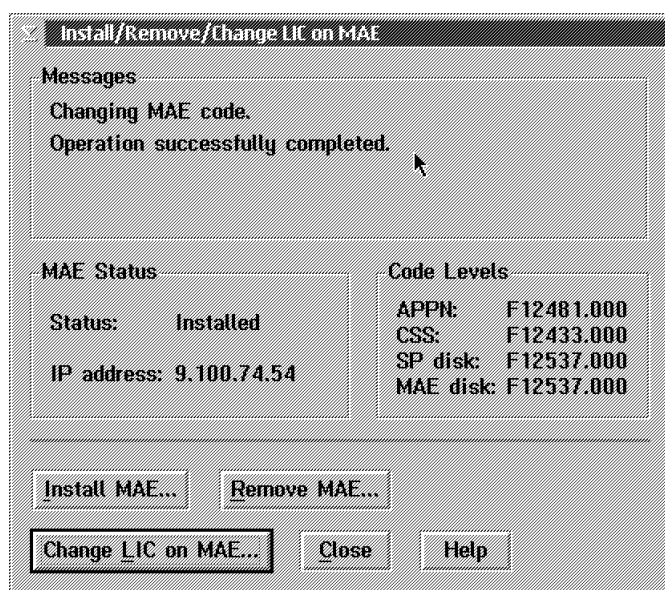 Install/Remove/Change LIC on MAE
Messages
Changing MAE code.
Operation successfully completed.
MAE Status
Status: Installed
IP address: 9.100.74.54
Code Levels
APPN: F12481.000
CSS: F12433.000
SP disk: F12537.000
MAE disk: F12537.000
Install MAE...
Remove MAE...
Change LIC on MAE...
Close
Help